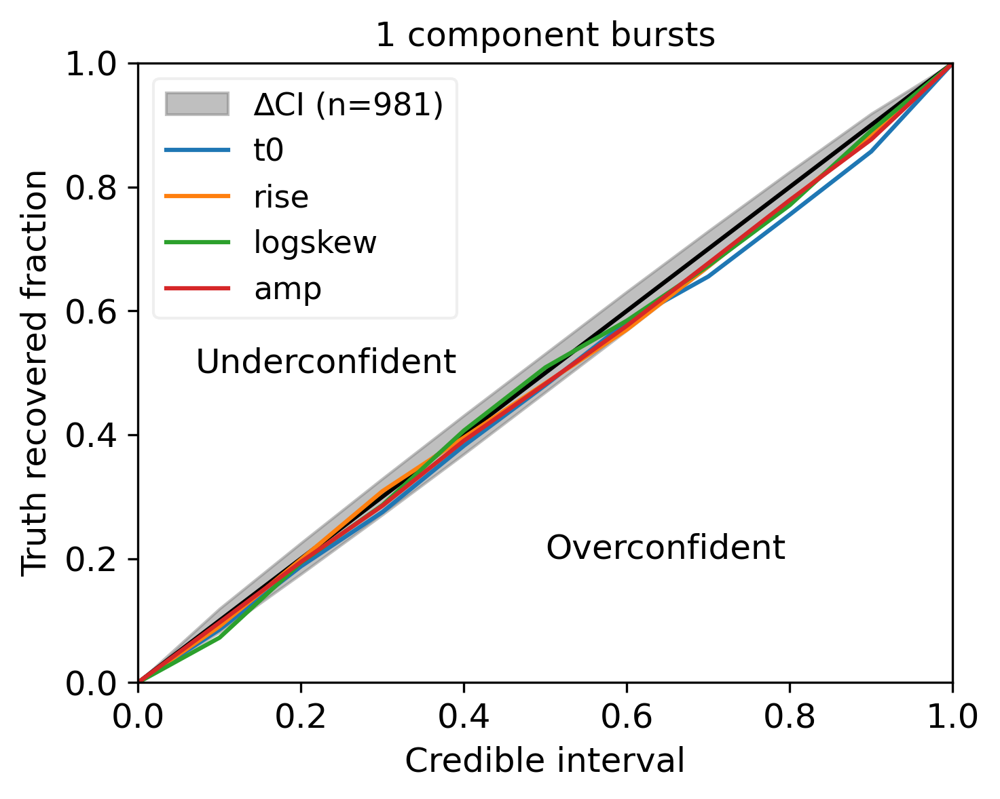 1 component bursts
1.0
0.8
0.6
0.4
0.2
0.0
Truth recovered fraction
ΔCI (n=981)
t0
rise
logskew
amp
Underconfident
Overconfident
0.0 0.2 0.4 0.6 0.8 1.0
Credible interval